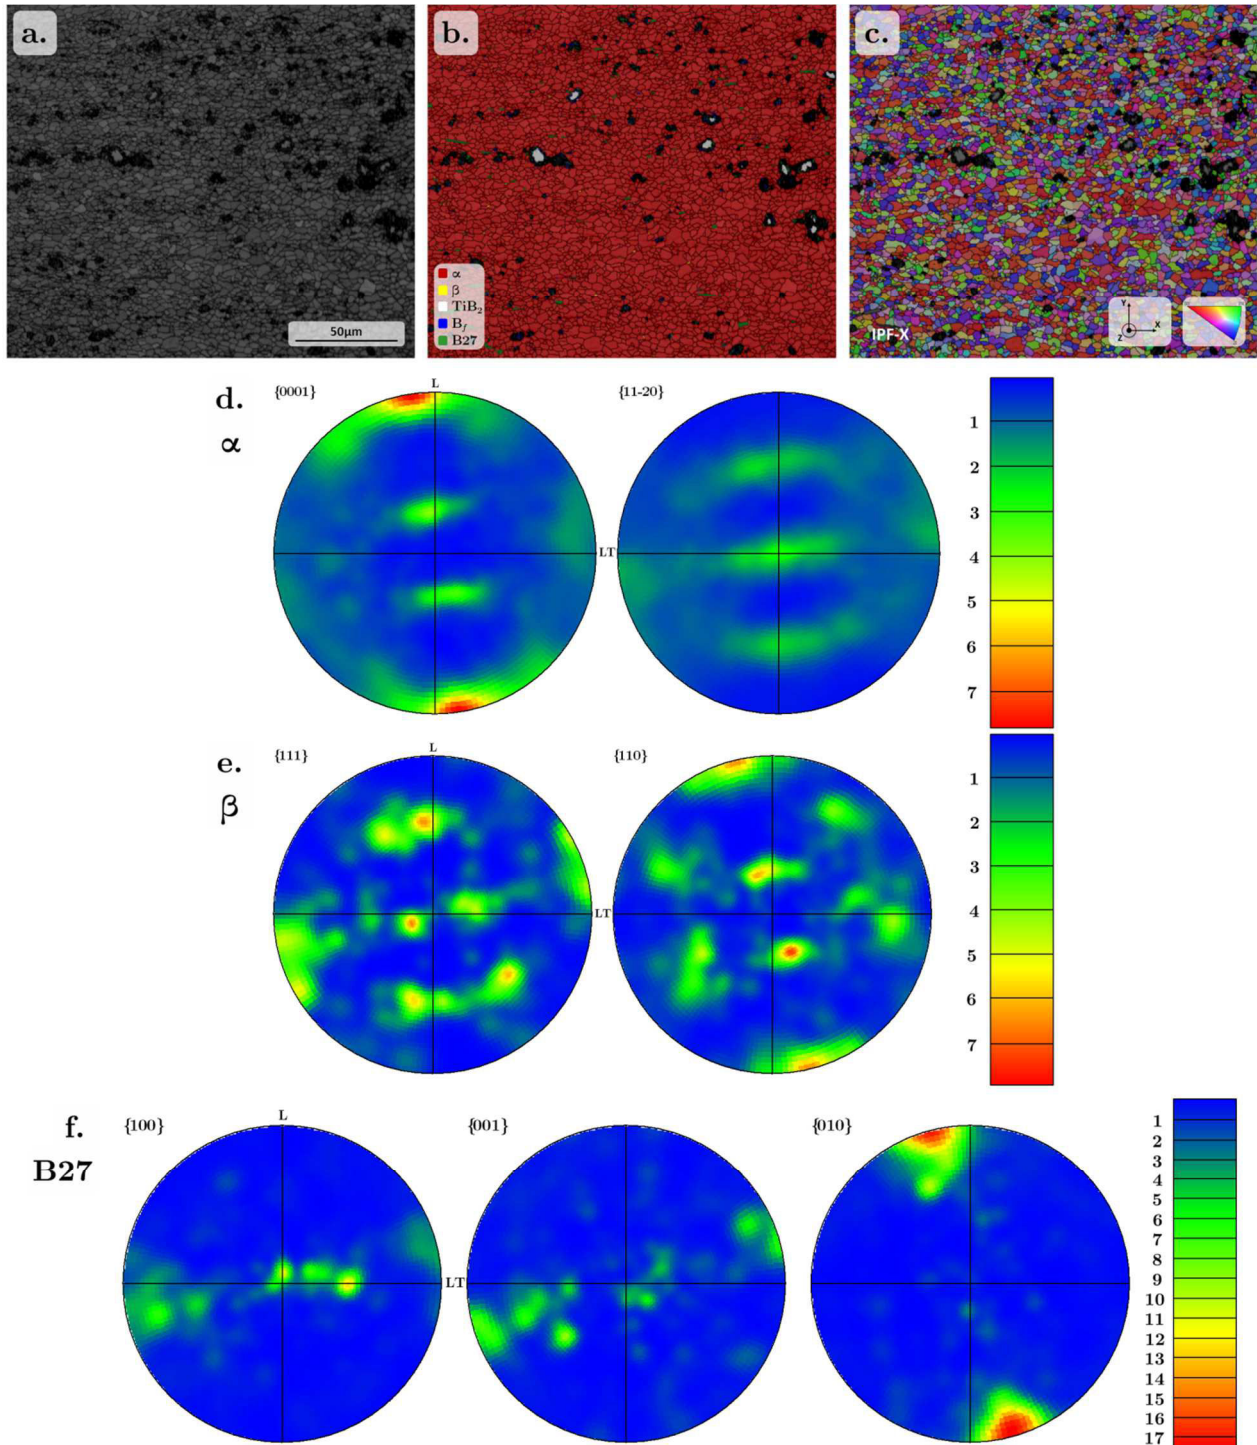 a.
50μm
b.
α
β
TiB₂
B_f
B27
c.
IPF-X
Y
Z
X
d.
α
{0001}
L
LT
{11-20}
1
2
3
4
5
6
7
e.
β
{111}
L
LT
{110}
1
2
3
4
5
6
7
f.
B27
{100}
L
LT
{001}
{010}
1
2
3
4
5
6
7
8
9
10
11
12
13
14
15
16
17